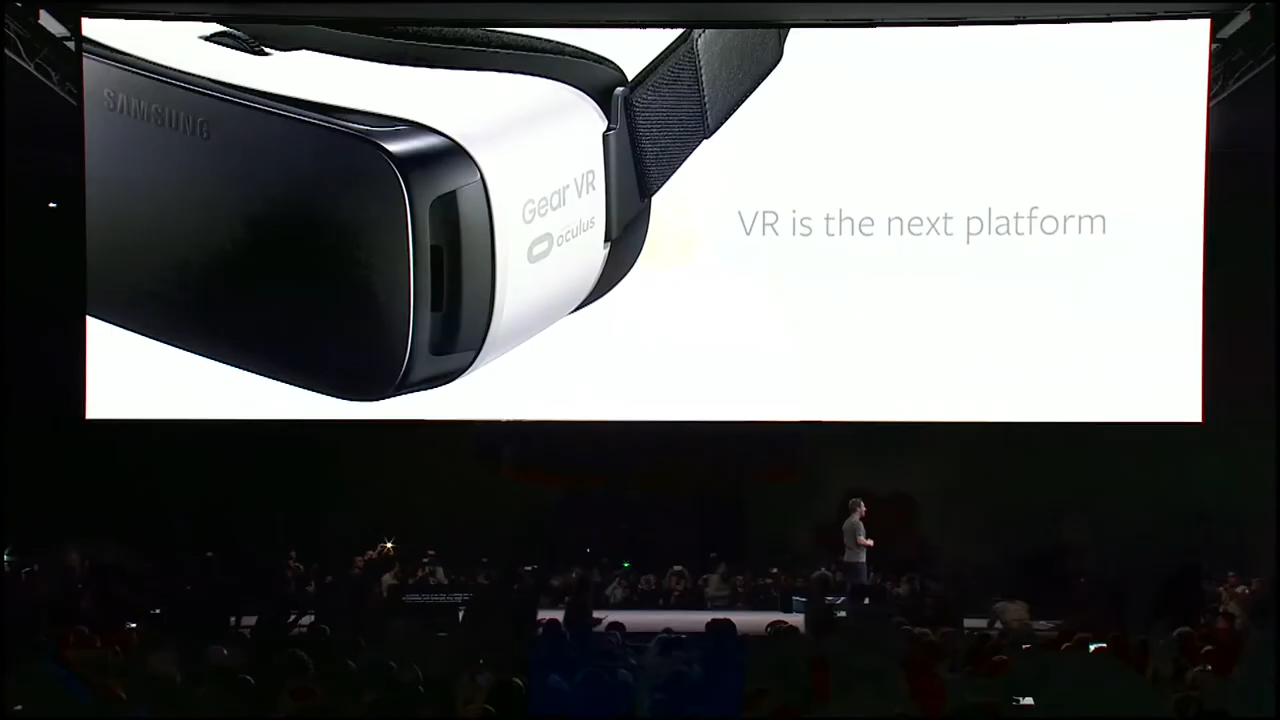 SAMSUNG
Gear VR
oculus
VR is the next platform